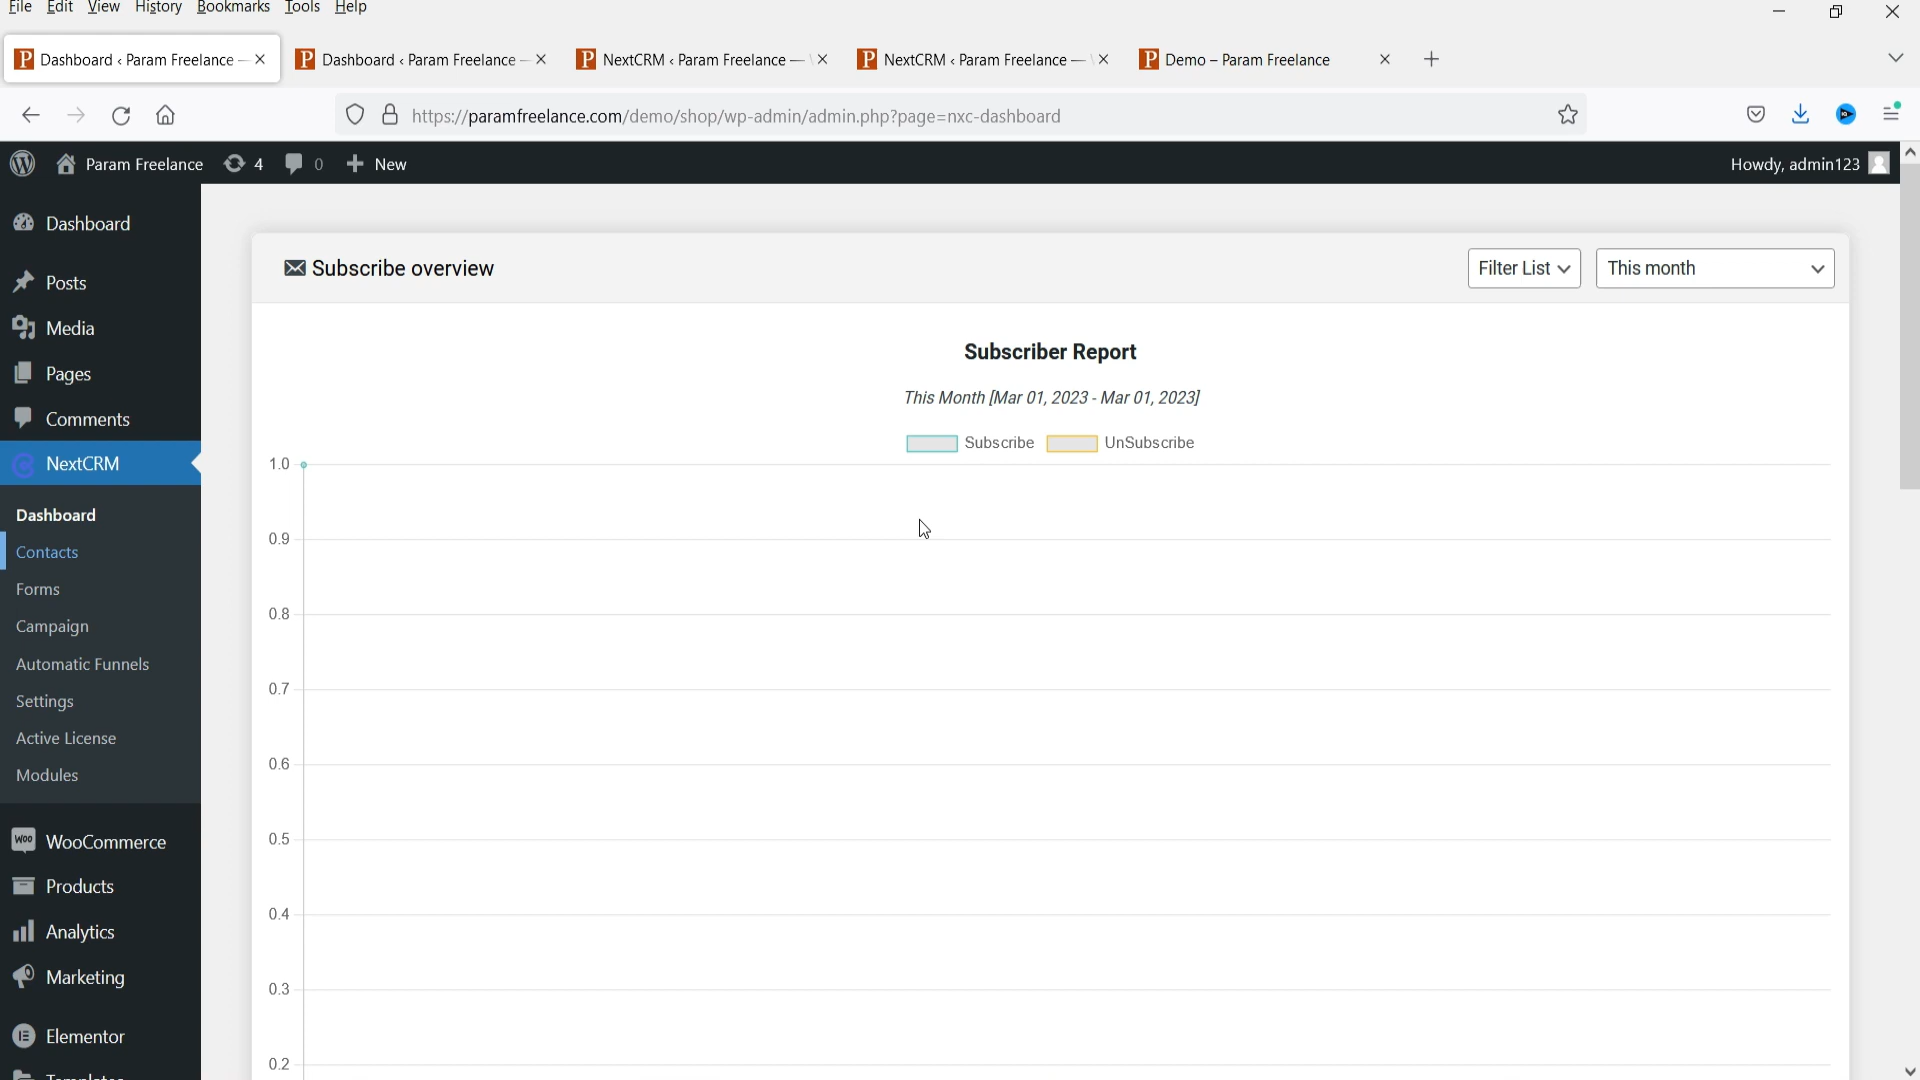 File Edit View History Bookmarks Tools Help
Dashboard ‹ Param Freelance — Dashboard ‹ Param Freelance — NextCRM ‹ Param Freelance — NextCRM ‹ Param Freelance — Demo – Param Freelance
https://paramfreelance.com/demo/shop/wp-admin/admin.php?page=nxc-dashboard
Param Freelance 4 0 New Howdy, admin123
Dashboard
Posts
Media
Pages
Comments
NextCRM
Dashboard
Contacts
Forms
Campaign
Automatic Funnels
Settings
Active License
Modules
WooCommerce
Products
Analytics
Marketing
Elementor
Subscribe overview Filter List This month
Subscriber Report
This Month [Mar 01, 2023 - Mar 01, 2023]
Subscribe UnSubscribe
1.0
0.9
0.8
0.7
0.6
0.5
0.4
0.3
0.2